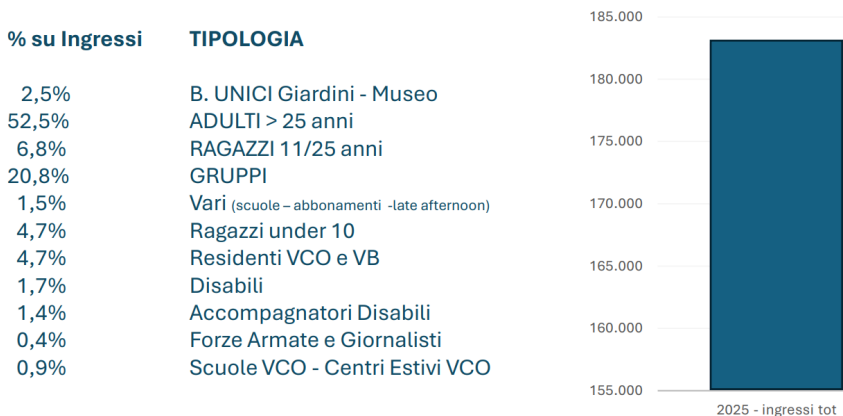 % su Ingressi TIPOLOGIA
2,5% B. UNICI Giardini - Museo
52,5% ADULTI > 25 anni
6,8% RAGAZZI 11/25 anni
20,8% GRUPPI
1,5% Vari (scuole – abbonamenti -late afternoon)
4,7% Ragazzi under 10
4,7% Residenti VCO e VB
1,7% Disabili
1,4% Accompagnatori Disabili
0,4% Forze Armate e Giornalisti
0,9% Scuole VCO - Centri Estivi VCO
185.000
180.000
175.000
170.000
165.000
160.000
155.000
2025 - ingressi tot